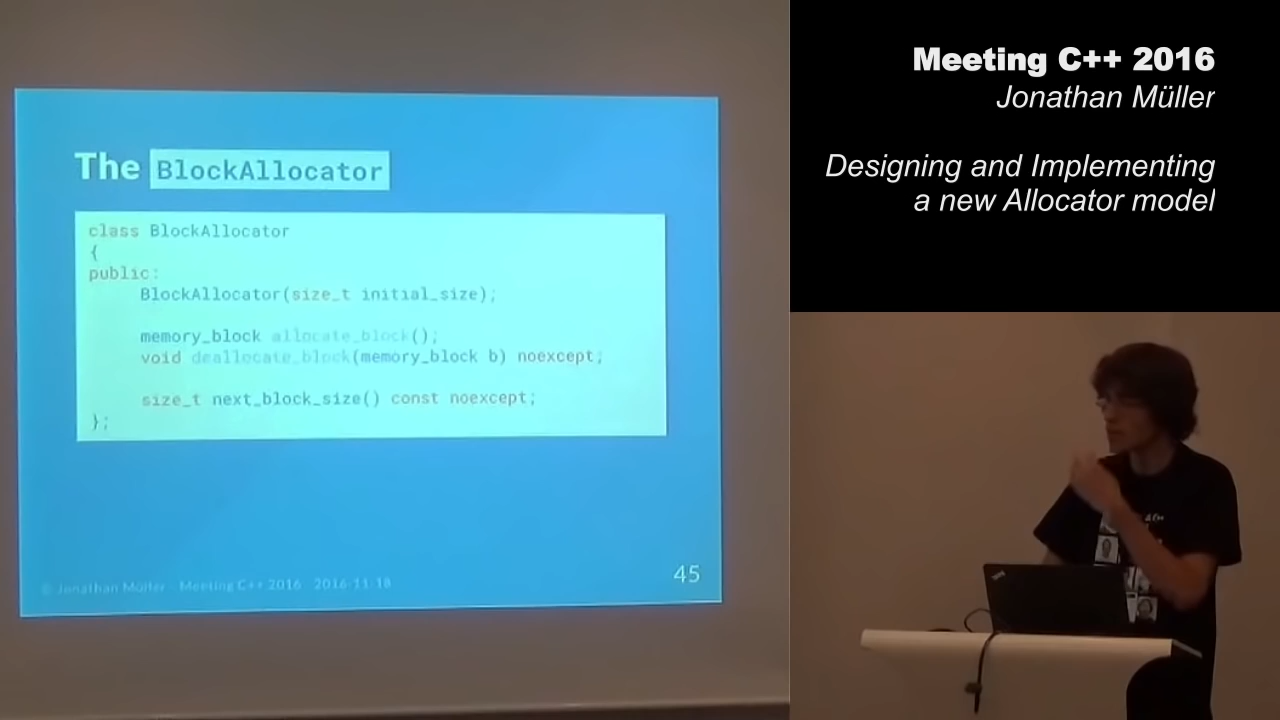 The BlockAllocator
class BlockAllocator
{
public:
BlockAllocator(size_t initial_size);
memory_block allocate_block();
void deallocate_block(memory_block b) noexcept;
size_t next_block_size() const noexcept;
};
© Jonathan Müller - Meeting C++ 2016 2016-11-18
45
Meeting C++ 2016
Jonathan Müller
Designing and Implementing
a new Allocator model